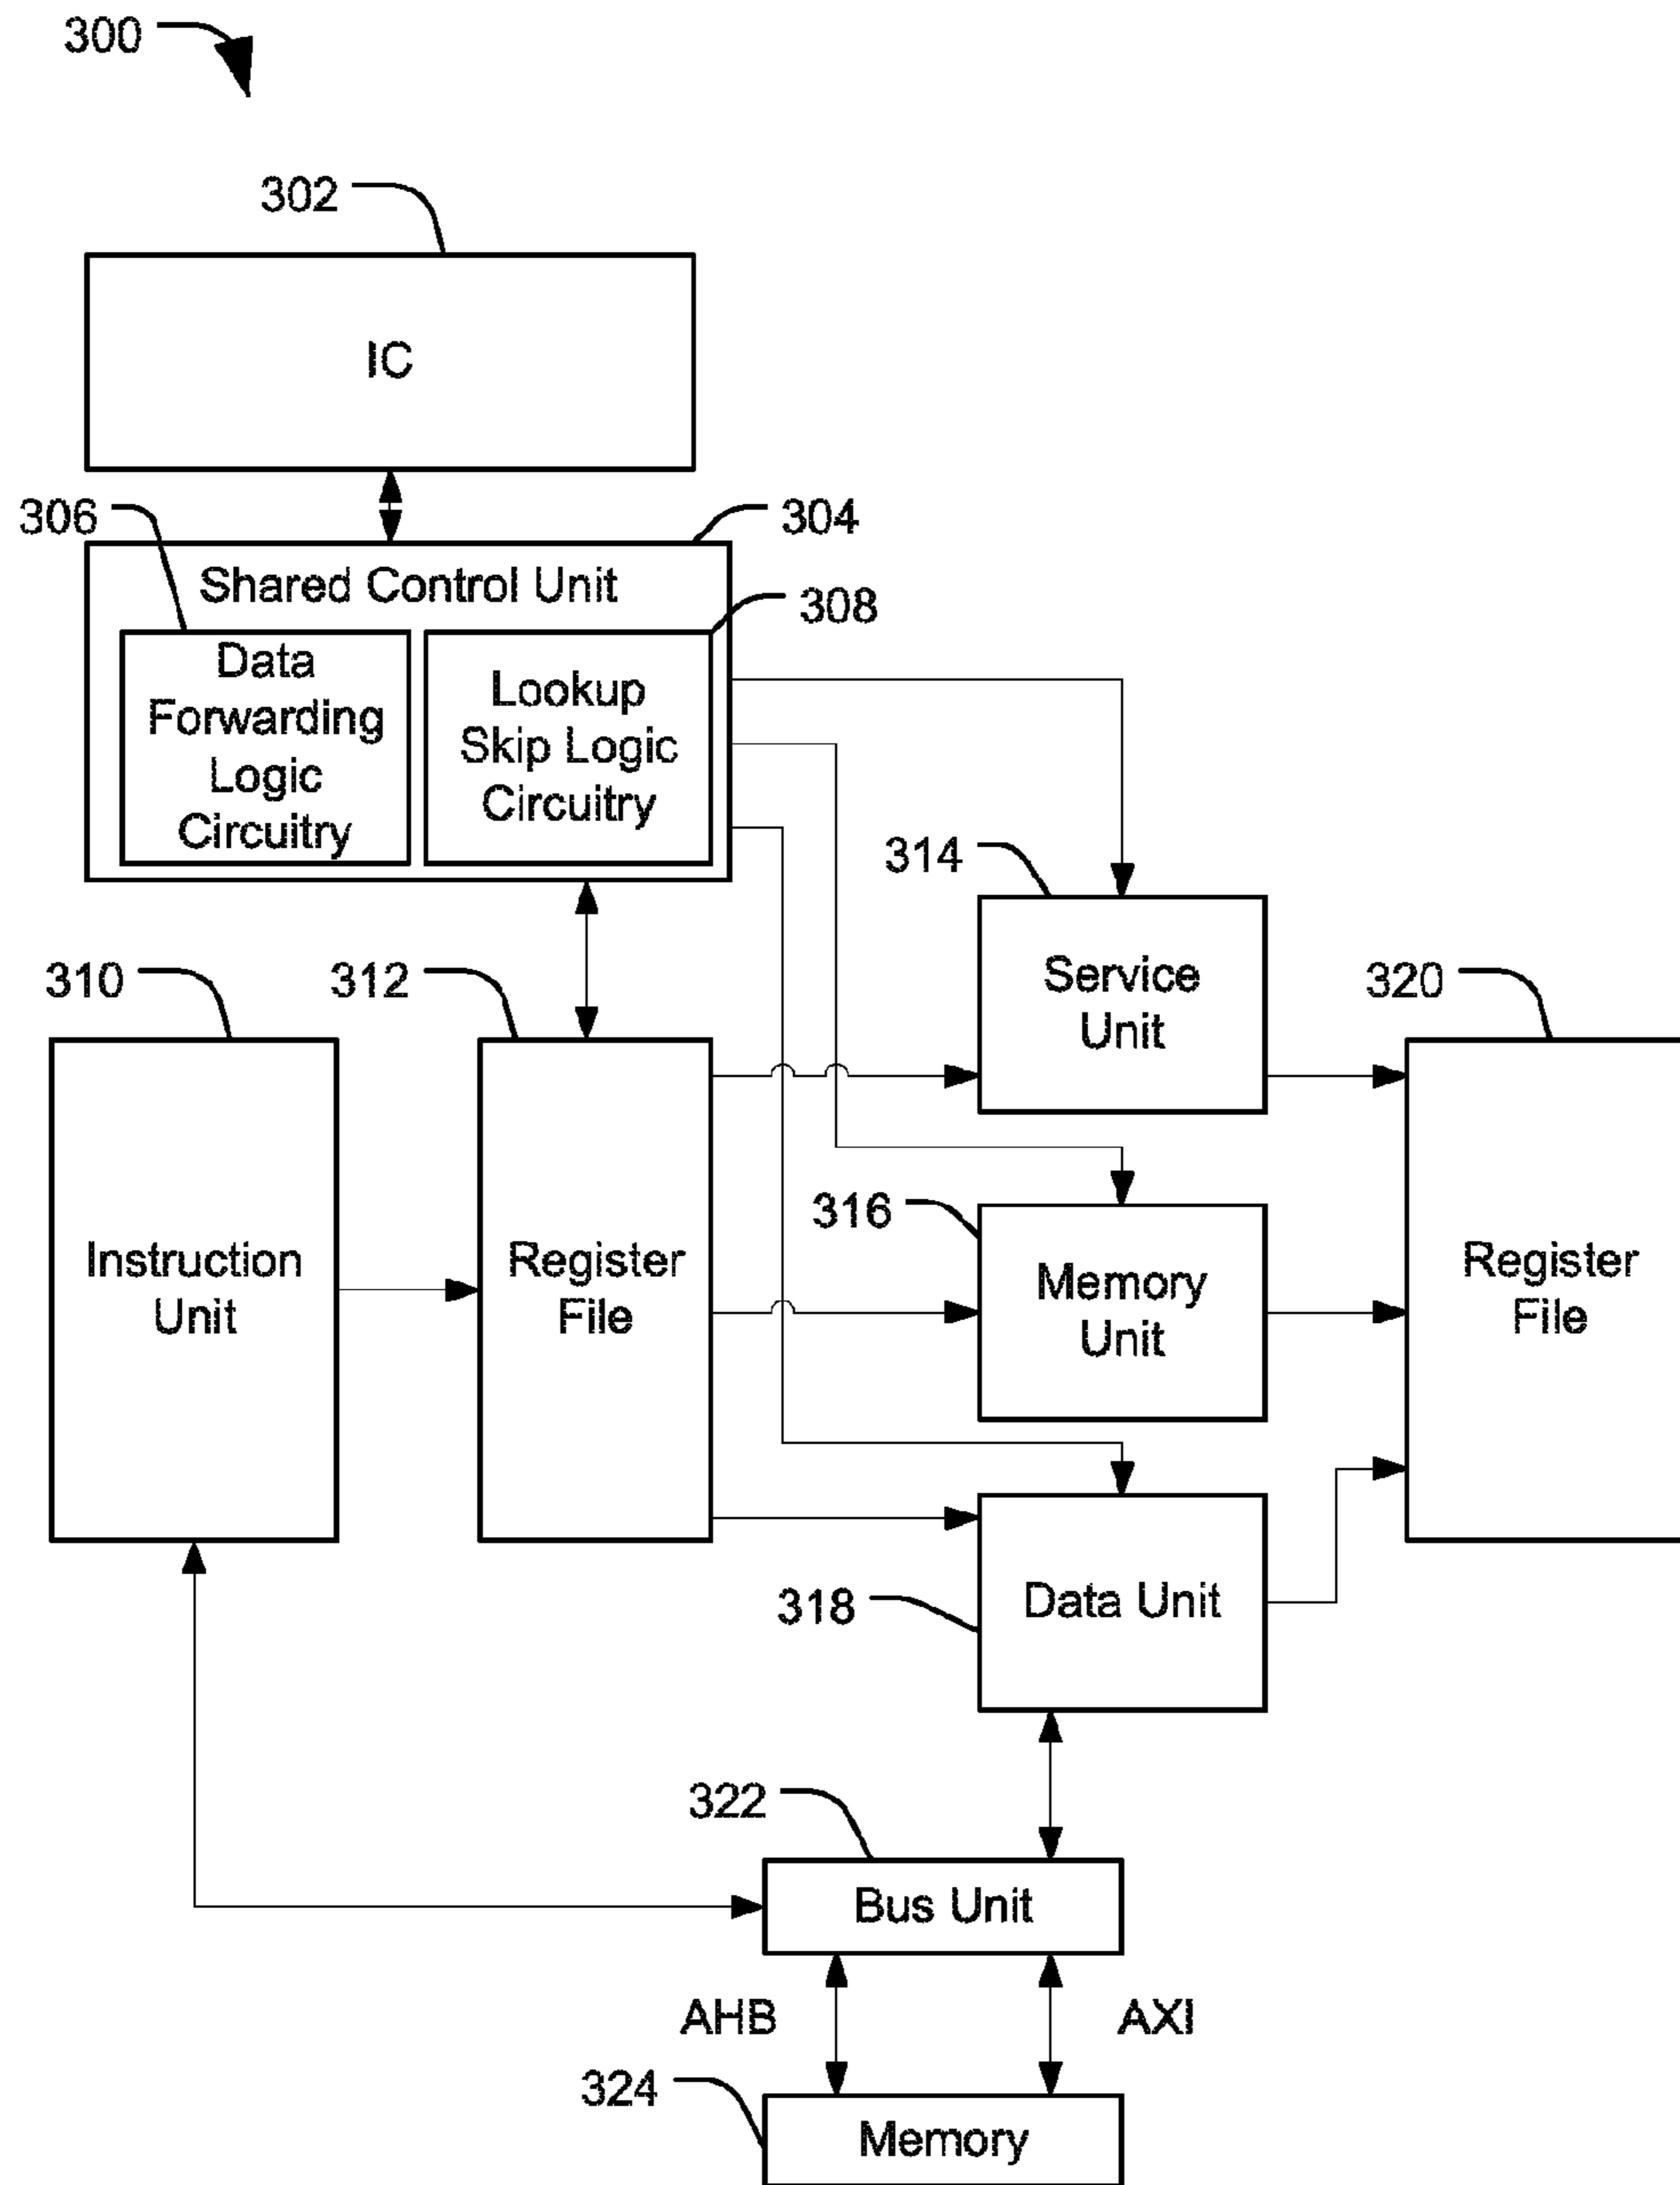 300
302
IC
306
304
Shared Control Unit
308
Data
Forwarding
Logic
Circuitry
Lookup
Skip Logic
Circuitry
314
Service
Unit
310
312
320
Instruction
Unit
Register
File
316
Memory
Unit
Register
File
318
Data Unit
322
Bus Unit
AHB
AXI
324
Memory